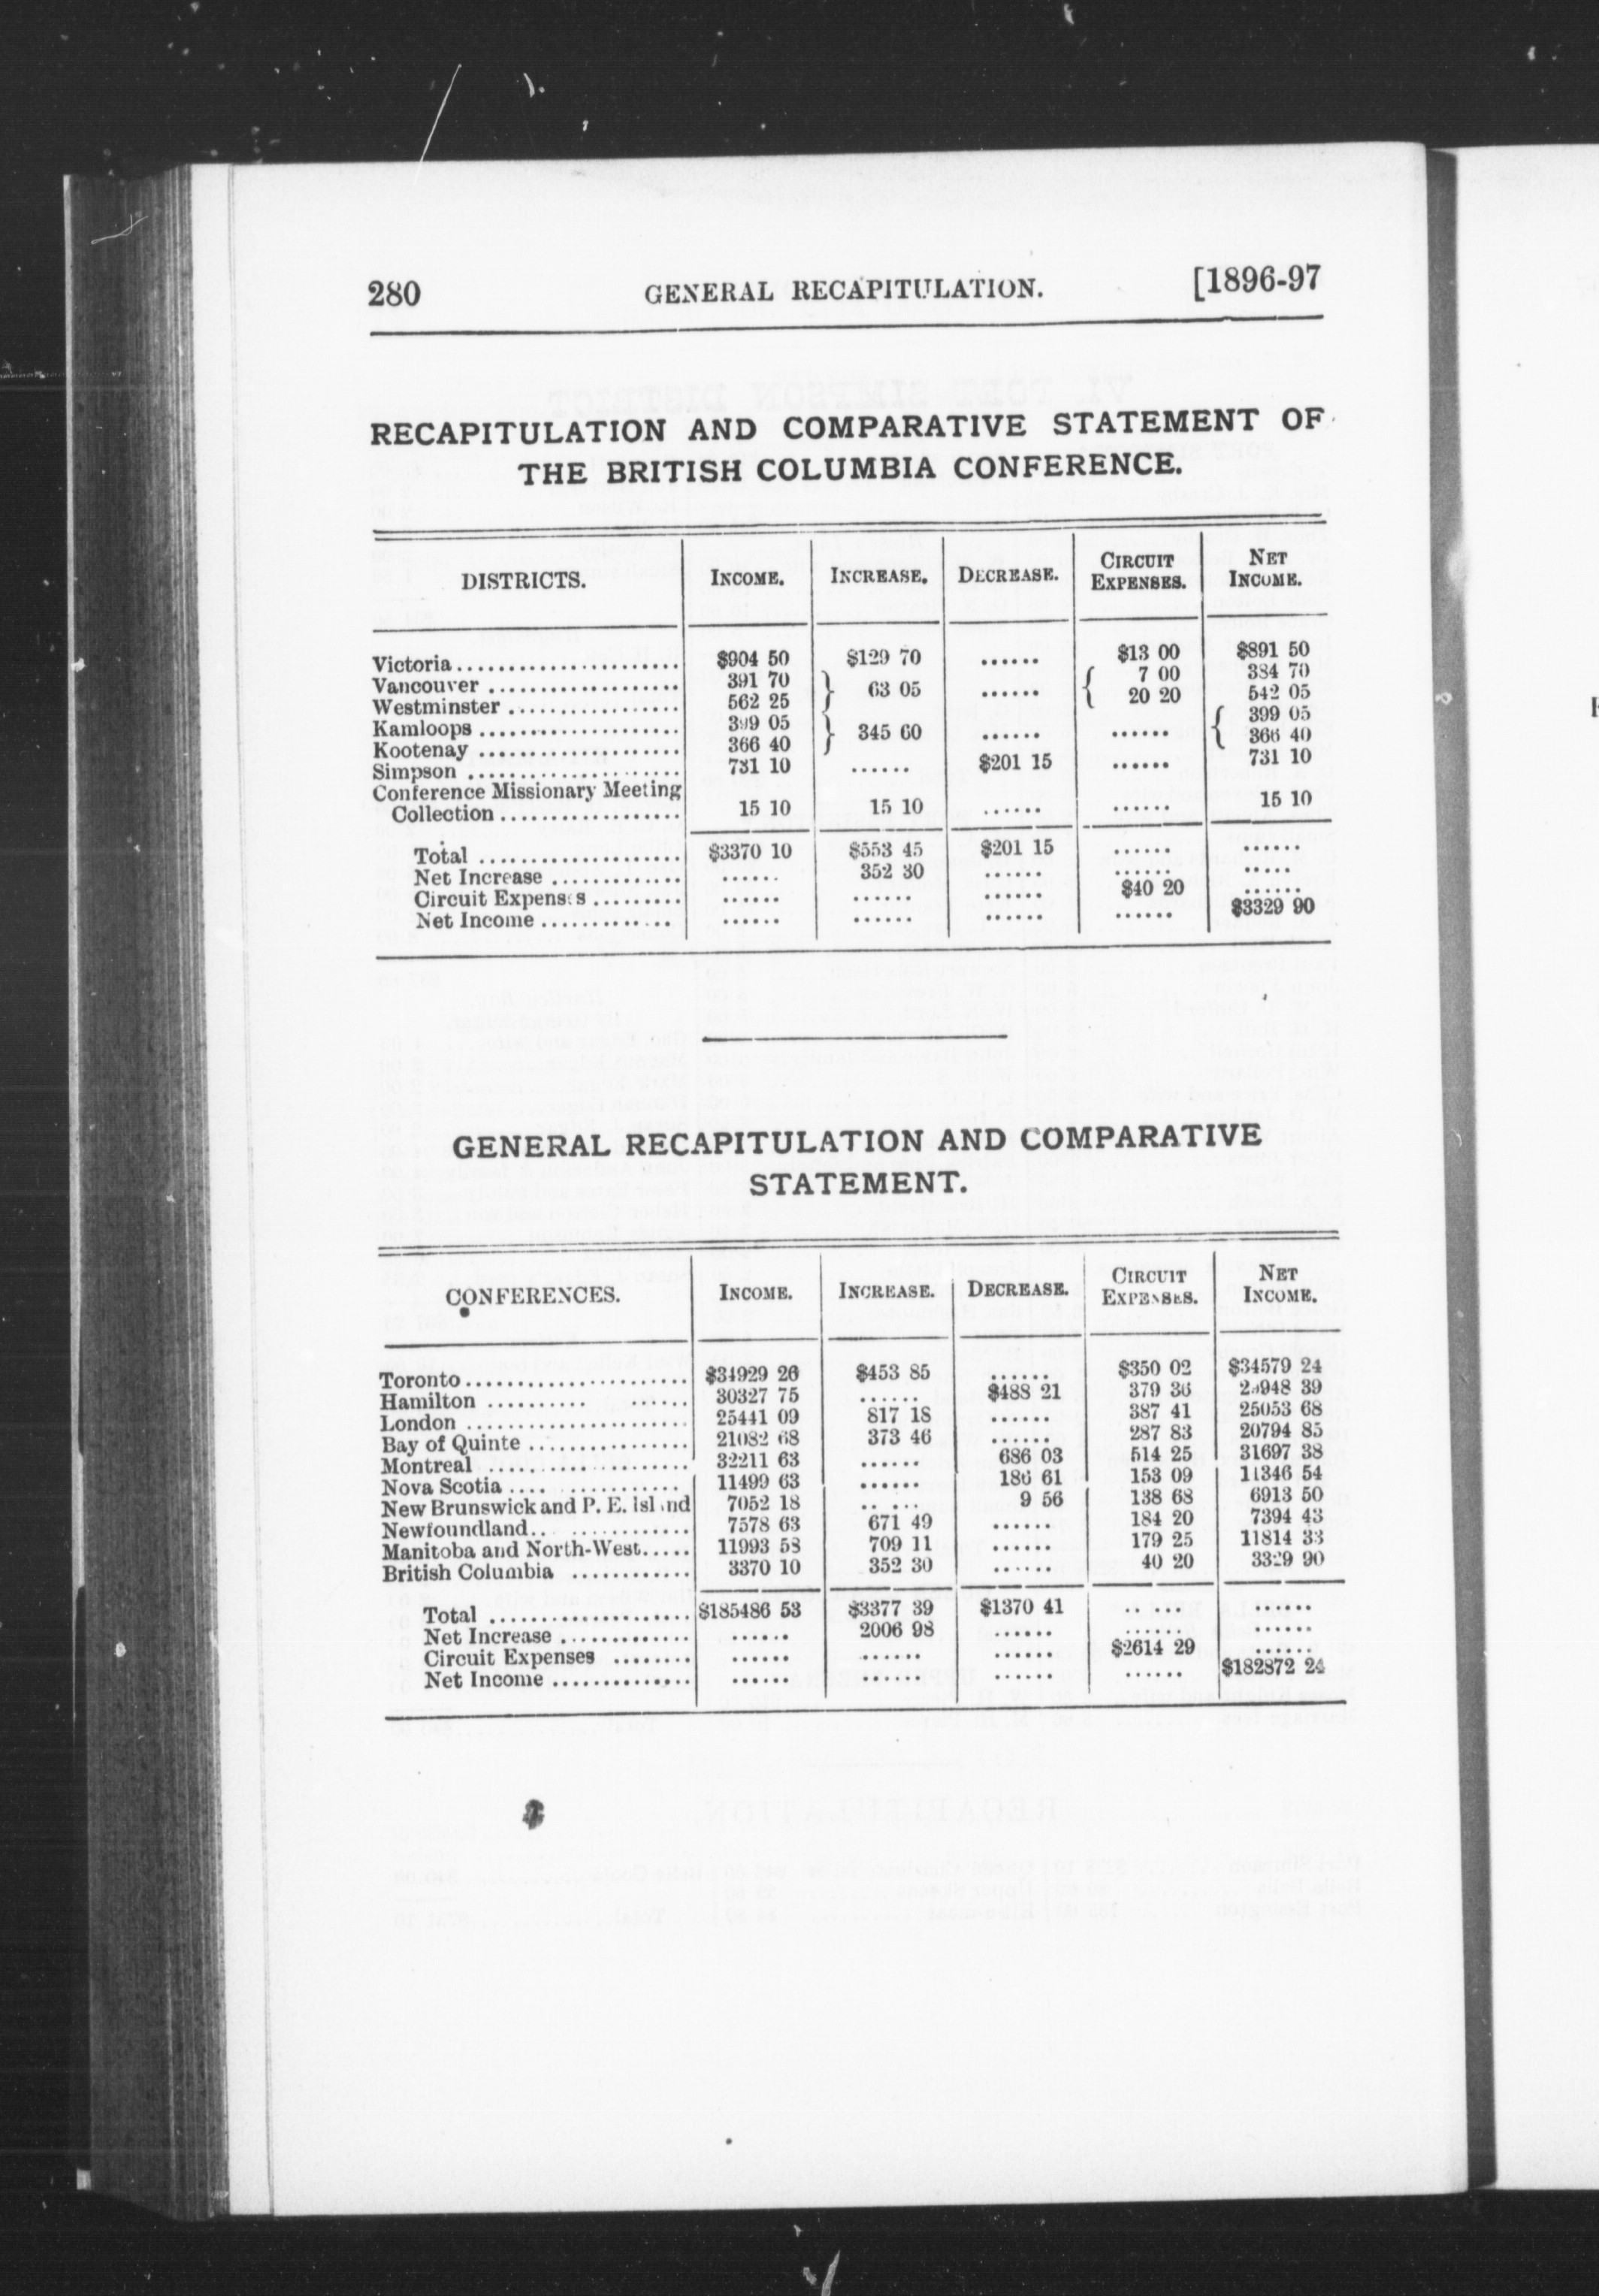 280 GENERAL RECAPITULATION. [1896-97
RECAPITULATION AND COMPARATIVE STATEMENT OF
THE BRITISH COLUMBIA CONFERENCE.
DISTRICTS. INCOME. INCREASE. DECREASE. CIRCUIT EXPENSES. NET INCOME.
Victoria...................... $904 50 $129 70 ...... $13 00 $891 50
Vancouver ................... 391 70 } 63 05 ...... { 7 00 384 70
Westminster ................. 562 25 20 20 542 05
Kamloops .................... 399 05 } 345 60 ...... ...... { 399 05
Kootenay .................... 366 40 366 40
Simpson ..................... 731 10 ...... $201 15 ...... 731 10
Conference Missionary Meeting
Collection .................. 15 10 15 10 ...... ...... 15 10
Total .................... $3370 10 $553 45 $201 15 ...... ......
Net Increase ............. ...... 352 30 ...... ...... .....
Circuit Expenses ......... ...... ...... ...... $40 20 ......
Net Income ............. ...... ...... ...... ...... $3329 90
GENERAL RECAPITULATION AND COMPARATIVE
STATEMENT.
CONFERENCES. INCOME. INCREASE. DECREASE. CIRCUIT EXPENSES. NET INCOME.
Toronto...................... $34929 26 $453 85 ...... $350 02 $34579 24
Hamilton .......... ...... 30327 75 ...... $488 21 379 36 29948 39
London ...................... 25441 09 817 18 ...... 387 41 25053 68
Bay of Quinte ................ 21082 68 373 46 ...... 287 83 20794 85
Montreal .................... 32211 63 ...... 686 03 514 25 31697 38
Nova Scotia .... ........... 11499 63 ...... 186 61 153 09 11346 54
New Brunswick and P. E. Island 7052 18 .. ... 9 56 138 68 6913 50
Newfoundland.. ............ 7578 63 671 49 ...... 184 20 7394 43
Manitoba and North-West..... 11993 58 709 11 ...... 179 25 11814 33
British Columbia ............ 3370 10 352 30 ...... 40 20 3329 90
Total .................... $185486 53 $3377 39 $1370 41 .. ... ......
Net Increase ............. ...... 2006 98 ...... ...... ......
Circuit Expenses ........ ...... ...... ...... $2614 29 ......
Net Income .............. ...... ...... ...... ...... $182872 24